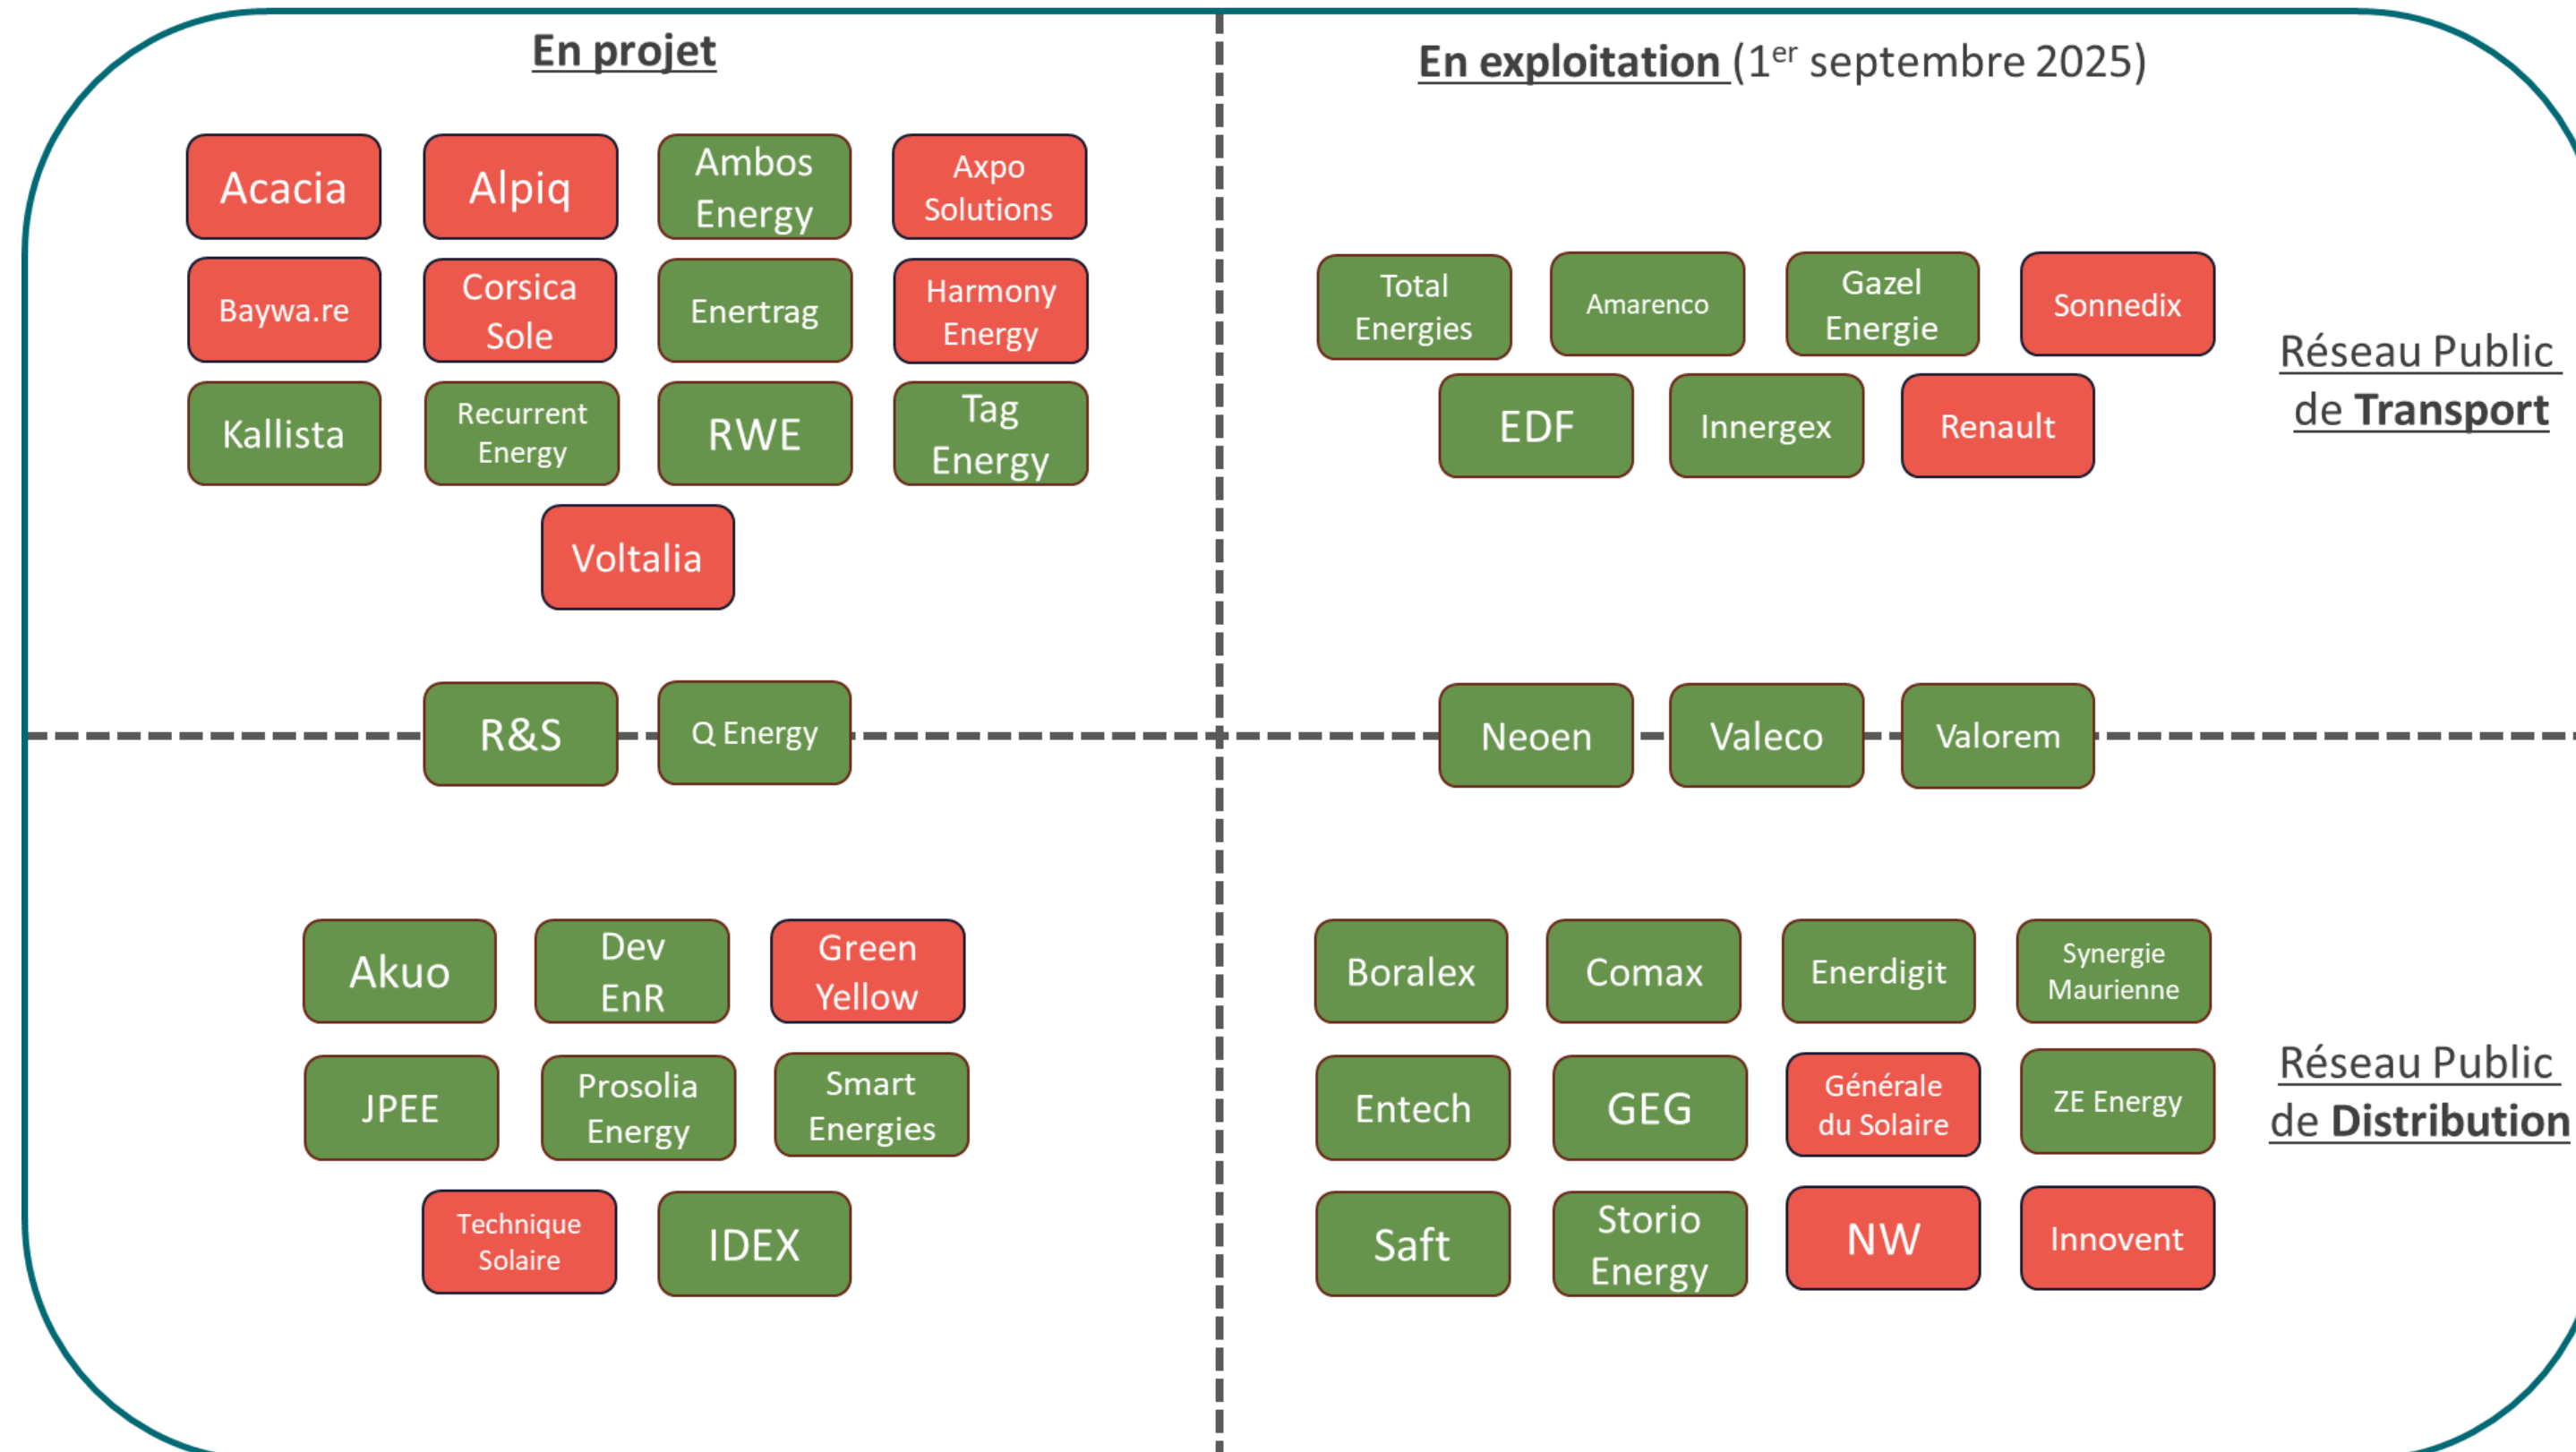 En projet
En exploitation (1er septembre 2025)
Acacia
Alpiq
Ambos
Energy
Axpo
Solutions
Baywa.re
Corsica
Sole
Enertrag
Harmony
Energy
Kallista
Recurrent
Energy
RWE
Tag
Energy
Voltalia
Total
Energies
Amarenco
Gazel
Energie
Sonnedix
EDF
Innergex
Renault
Réseau Public
de Transport
R&S
Q Energy
Neoen
Valeco
Valorem
Akuo
Dev
EnR
Green
Yellow
JPEE
Prosolia
Energy
Smart
Energies
Technique
Solaire
IDEX
Boralex
Comax
Enerdigit
Synergie
Maurienne
Entech
GEG
Générale
du Solaire
ZE Energy
Saft
Storio
Energy
NW
Innovent
Réseau Public
de Distribution